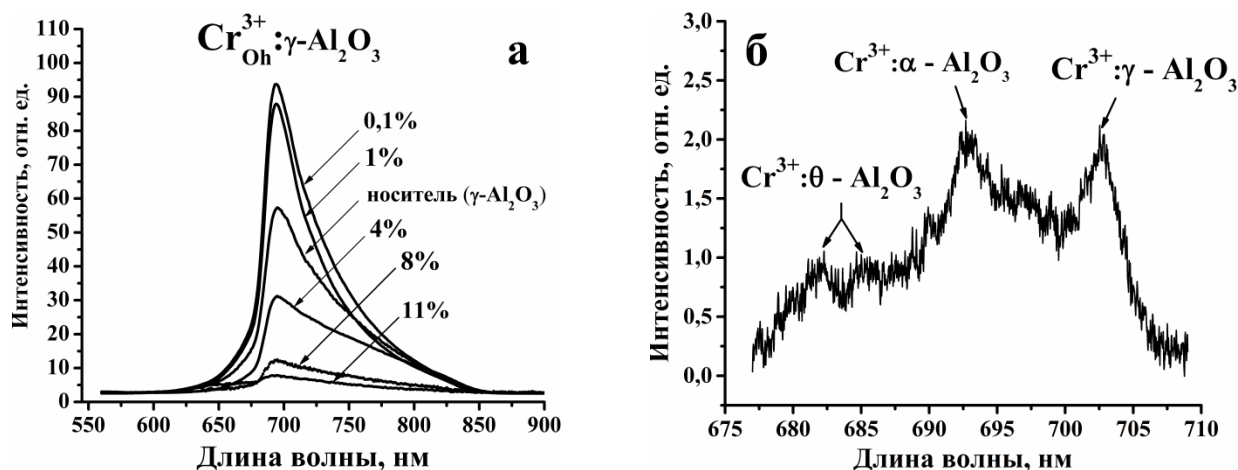 Cr³⁺Oh:γ-Al₂O₃
а
0,1%
1%
носитель (γ-Al₂O₃)
4%
8%
11%
Интенсивность, отн. ед.
110
100
90
80
70
60
50
40
30
20
10
0
550 600 650 700 750 800 850 900
Длина волны, нм
б
Cr³⁺:α - Al₂O₃
Cr³⁺:γ - Al₂O₃
Cr³⁺:θ - Al₂O₃
Интенсивность, отн. ед.
3,0
2,5
2,0
1,5
1,0
0,5
0,0
675 680 685 690 695 700 705 710
Длина волны, нм